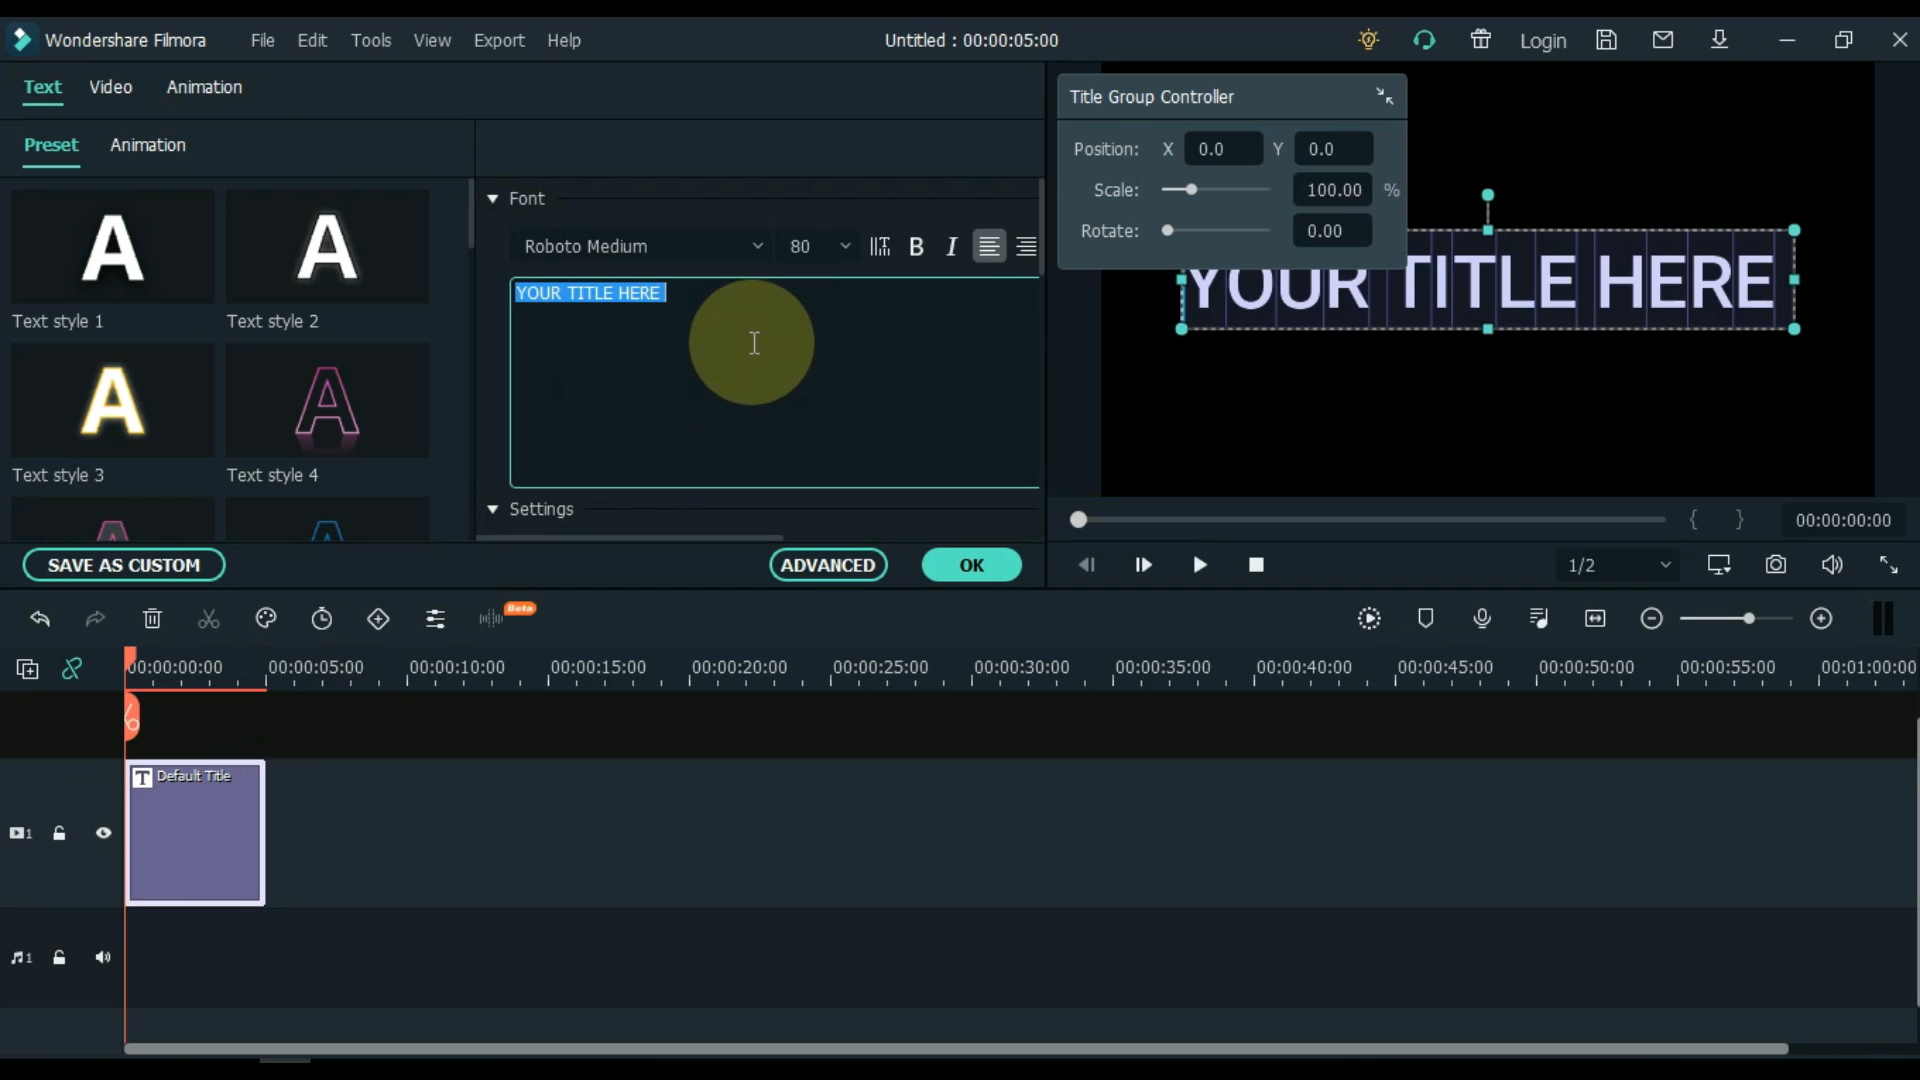 Wondershare Filmora File Edit Tools View Export Help Untitled : 00:00:05:00 Login
Text Video Animation
Preset Animation
Text style 1 Text style 2
Text style 3 Text style 4
Font
Roboto Medium 80 B I
YOUR TITLE HERE
Settings
SAVE AS CUSTOM ADVANCED OK
Title Group Controller
Position: X 0.0 Y 0.0
Scale: 100.00 %
Rotate: 0.00
YOUR TITLE HERE
{ } 00:00:00:00
1/2
Beta
00:00:00:00 00:00:05:00 00:00:10:00 00:00:15:00 00:00:20:00 00:00:25:00 00:00:30:00 00:00:35:00 00:00:40:00 00:00:45:00 00:00:50:00 00:00:55:00 00:01:00:00
T Default Title
1
1